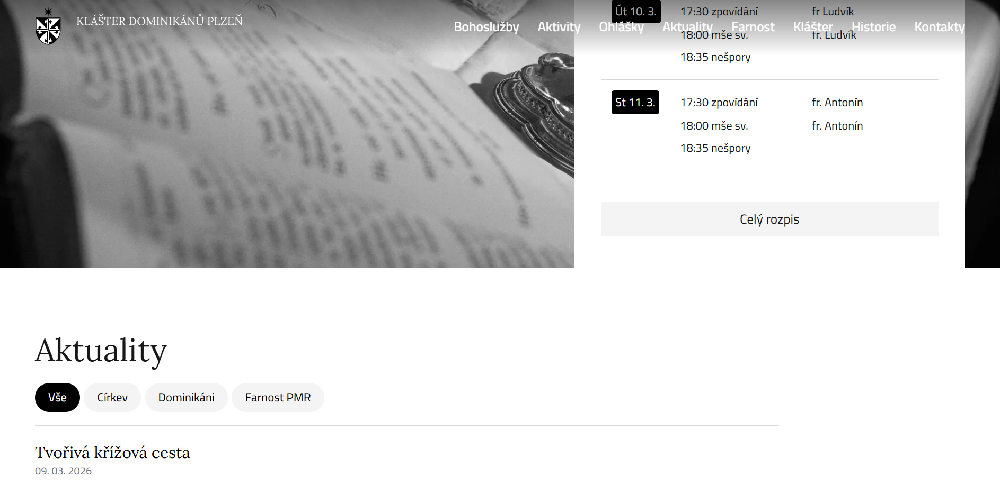 KLÁŠTER DOMINIKÁNŮ PLZEŇ
Bohoslužby Aktivity Ohlášky Aktuality Farnost Klášter Historie Kontakty
Út 10. 3. 17:30 zpovídání fr Ludvík
18:00 mše sv. fr. Ludvík
18:35 nešpory
St 11. 3. 17:30 zpovídání fr. Antonín
18:00 mše sv. fr. Antonín
18:35 nešpory
Celý rozpis
Aktuality
Vše Církev Dominikáni Farnost PMR
Tvořivá křížová cesta
09. 03. 2026